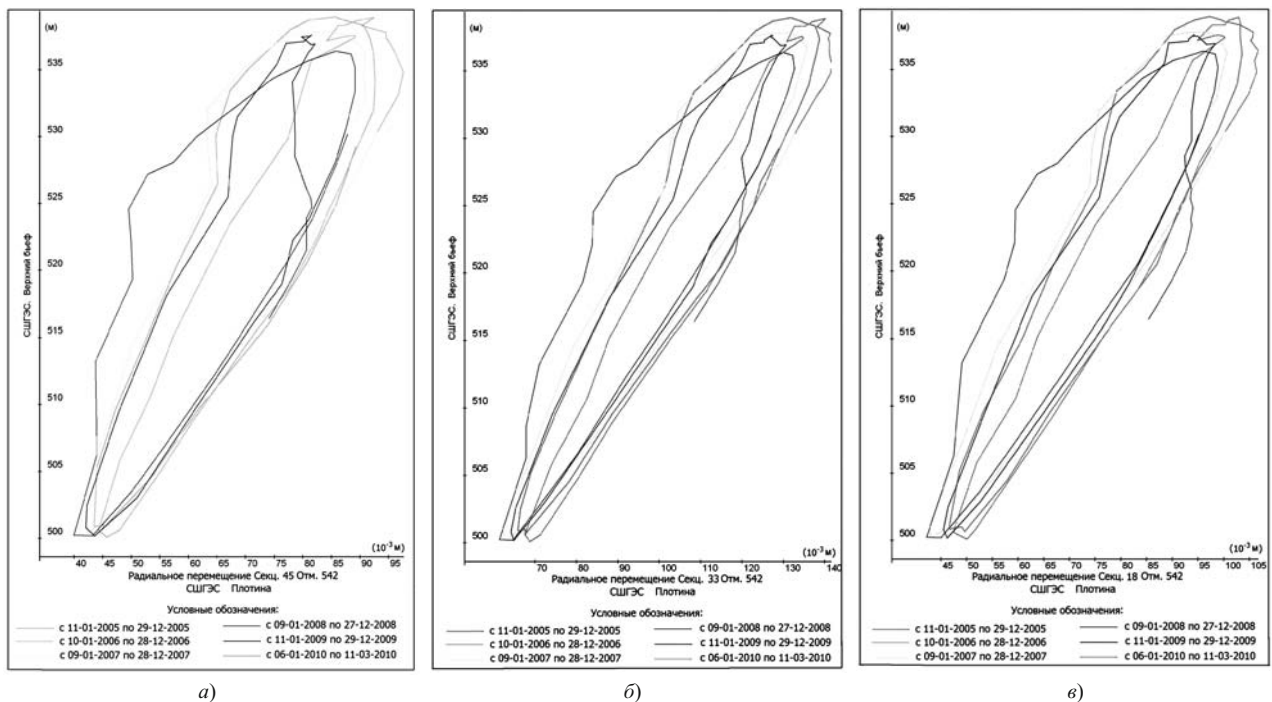 (м)
535
530
525
520
515
510
505
500
СШГЭС. Верхний бьеф
(10⁻³ м)
40 45 50 55 60 65 70 75 80 85 90 95
Радиальное перемещение Секц. 45 Отм. 542
СШГЭС Плотина
Условные обозначения:
с 11-01-2005 по 29-12-2005 с 09-01-2008 по 27-12-2008
с 10-01-2006 по 28-12-2006 с 11-01-2009 по 29-12-2009
с 09-01-2007 по 28-12-2007 с 06-01-2010 по 11-03-2010
а)
(м)
535
530
525
520
515
510
505
500
СШГЭС. Верхний бьеф
(10⁻³ м)
70 80 90 100 110 120 130 140
Радиальное перемещение Секц. 33 Отм. 542
СШГЭС Плотина
Условные обозначения:
с 11-01-2005 по 29-12-2005 с 09-01-2008 по 27-12-2008
с 10-01-2006 по 28-12-2006 с 11-01-2009 по 29-12-2009
с 09-01-2007 по 28-12-2007 с 06-01-2010 по 11-03-2010
б)
(м)
535
530
525
520
515
510
505
500
СШГЭС. Верхний бьеф
(10⁻³ м)
45 50 55 60 65 70 75 80 85 90 95 100 105
Радиальное перемещение Секц. 18 Отм. 542
СШГЭС Плотина
Условные обозначения:
с 11-01-2005 по 29-12-2005 с 09-01-2008 по 27-12-2008
с 10-01-2006 по 28-12-2006 с 11-01-2009 по 29-12-2009
с 09-01-2007 по 28-12-2007 с 06-01-2010 по 11-03-2010
в)